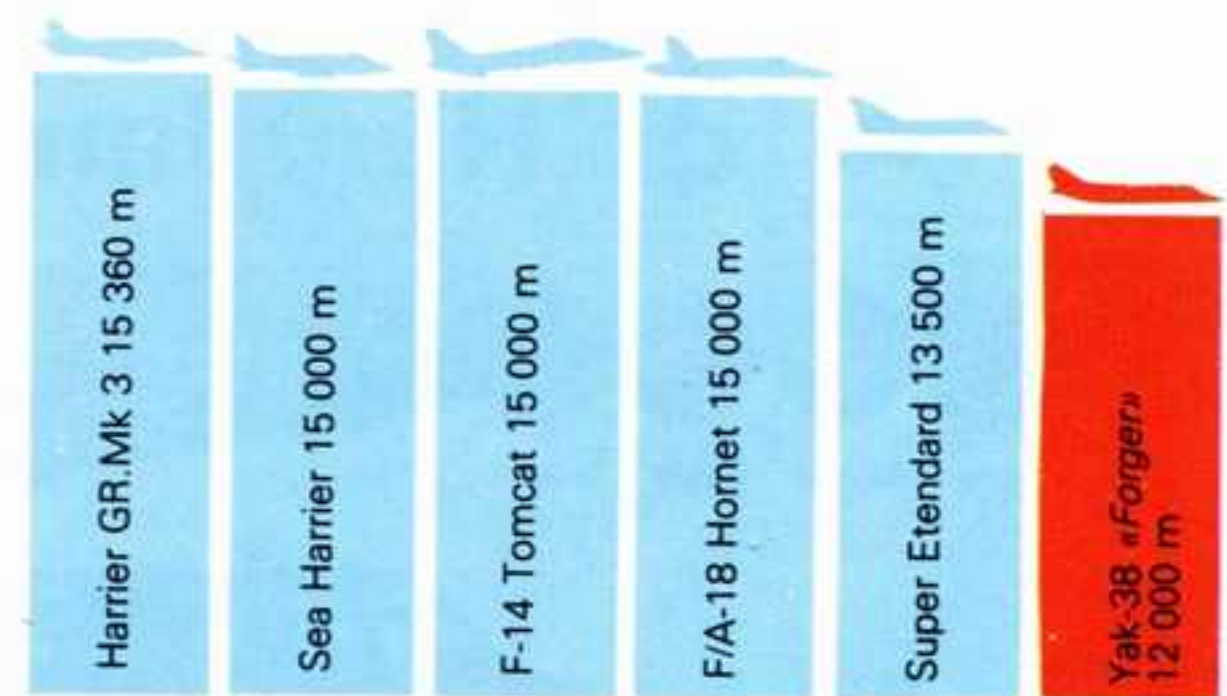 Harrier GR.Mk 3 15 360 m
Sea Harrier 15 000 m
F-14 Tomcat 15 000 m
F/A-18 Hornet 15 000 m
Super Etendard 13 500 m
Yak-38 «Forger»
12 000 m